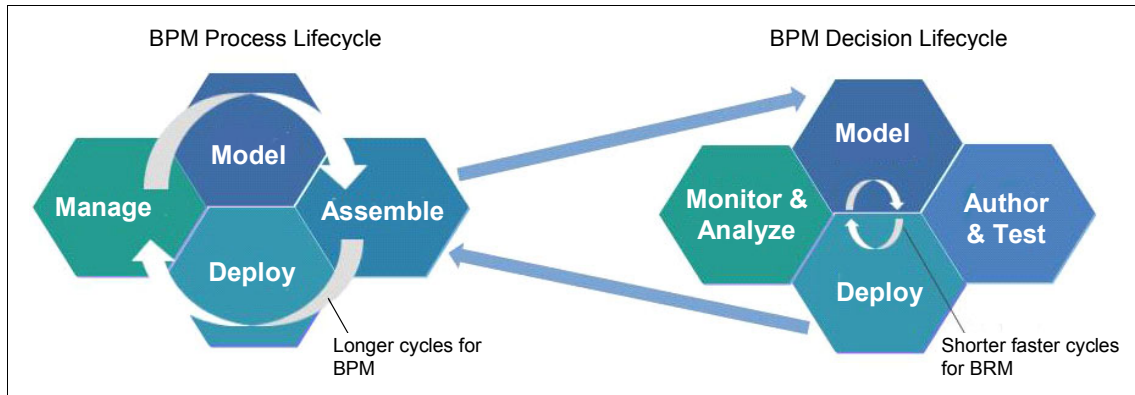 BPM Process Lifecycle
Model
Manage
Assemble
Deploy
Longer cycles for
BPM
BPM Decision Lifecycle
Model
Monitor &
Analyze
Author
& Test
Deploy
Shorter faster cycles
for BRM